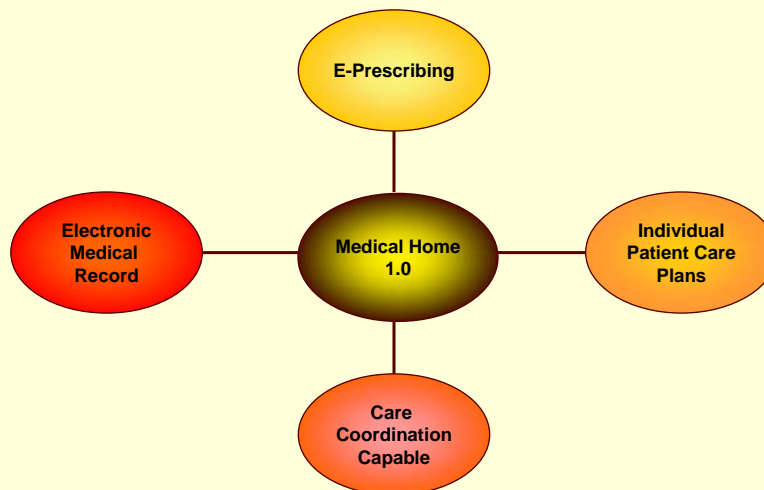 E-Prescribing
Electronic
Medical
Record
Medical Home
1.0
Individual
Patient Care
Plans
Care
Coordination
Capable